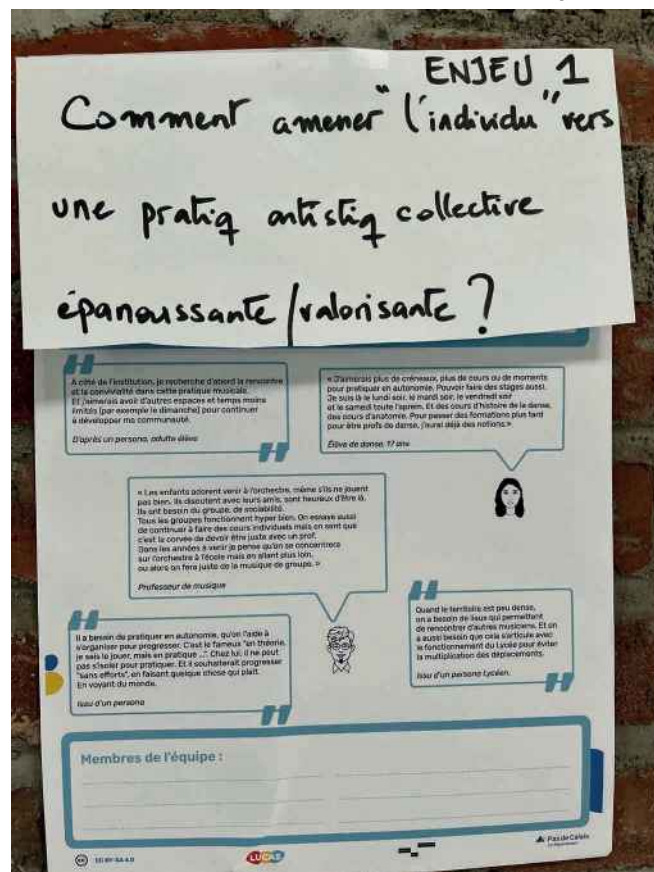 ENJEU 1
Comment amener "l'individu" vers
une pratiq artistiq collective
épanouissante/valorisante ?
À côté de l'institution, je recherche d'abord la rencontre
et la convivialité dans cette pratique musicale.
Et j'aimerais avoir d'autres espaces et temps moins
limités (par exemple le dimanche) pour continuer
à développer ma communauté.
D'après un persona, adulte élève
« J'aimerais plus de créneaux, plus de cours ou de moments
pour pratiquer en autonomie. Pouvoir faire des stages aussi.
Je suis là le lundi soir, le mardi soir, le vendredi soir
et le samedi toute l'aprem. Et des cours d'histoire de la danse,
des cours d'anatomie. Pour passer des formations plus tard
pour être profs de danse, j'aurai déjà des notions.»
Élève de danse, 17 ans
« Les enfants adorent venir à l'orchestre, même s'ils ne jouent
pas bien. Ils discutent avec leurs amis, sont heureux d'être là.
Ils ont besoin du groupe, de sociabilité.
Tous les groupes fonctionnent hyper bien. On essaye aussi
de continuer à faire des cours individuels mais on sent que
c'est la corvée de devoir être juste avec un prof.
Dans les années à venir je pense qu'on se concentrera
sur l'orchestre à l'école mais en allant plus loin,
ou alors on fera juste de la musique de groupe. »
Professeur de musique
Il a besoin de pratiquer en autonomie, qu'on l'aide à
s'organiser pour progresser. C'est le fameux "en théorie,
je sais le jouer, mais en pratique ...". Chez lui, il ne peut
pas s'isoler pour pratiquer. Et il souhaiterait progresser
"sans efforts", en faisant quelque chose qui plaît.
En voyant du monde.
Issu d'un persona
Quand le territoire est peu dense,
on a besoin de lieux qui permettent
de rencontrer d'autres musiciens. Et on
a aussi besoin que cela s'articule avec
le fonctionnement du Lycée pour éviter
la multiplication des déplacements.
Issu d'un persona Lycéen.
Membres de l'équipe :
CC BY-SA 4.0
LUCAS
Pas de Calais
Le Département